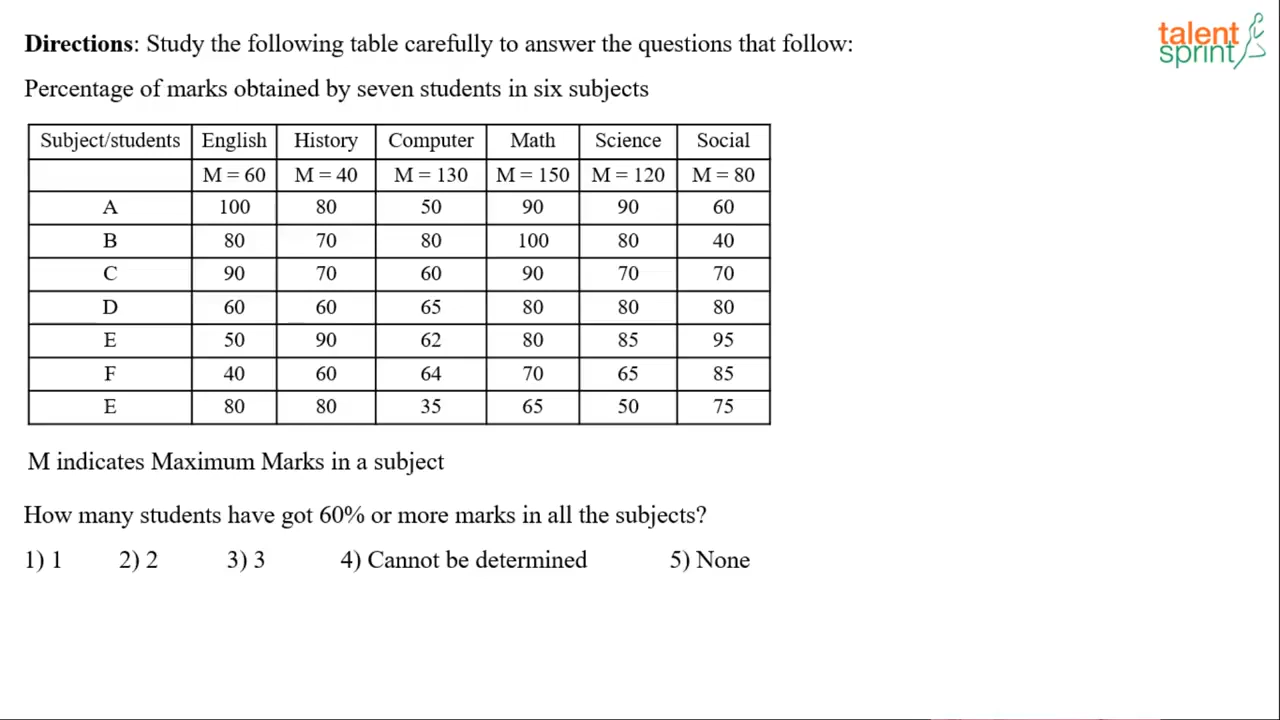 Directions: Study the following table carefully to answer the questions that follow:
talent
sprint
Percentage of marks obtained by seven students in six subjects
Subject/students English History Computer Math Science Social
M = 60 M = 40 M = 130 M = 150 M = 120 M = 80
A 100 80 50 90 90 60
B 80 70 80 100 80 40
C 90 70 60 90 70 70
D 60 60 65 80 80 80
E 50 90 62 80 85 95
F 40 60 64 70 65 85
E 80 80 35 65 50 75
M indicates Maximum Marks in a subject
How many students have got 60% or more marks in all the subjects?
1) 1 2) 2 3) 3 4) Cannot be determined 5) None